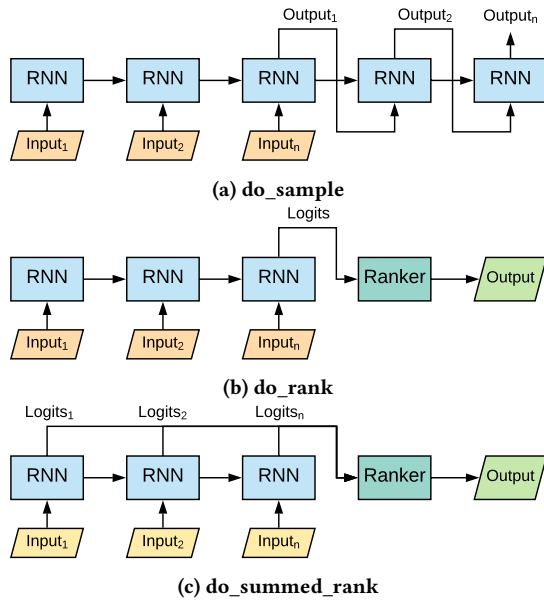 Output₁ Output₂ Outputₙ
RNN RNN RNN RNN RNN
Input₁ Input₂ Inputₙ
(a) do_sample
Logits
RNN RNN RNN Ranker Output
Input₁ Input₂ Inputₙ
(b) do_rank
Logits₁ Logits₂ Logitsₙ
RNN RNN RNN Ranker Output
Input₁ Input₂ Inputₙ
(c) do_summed_rank